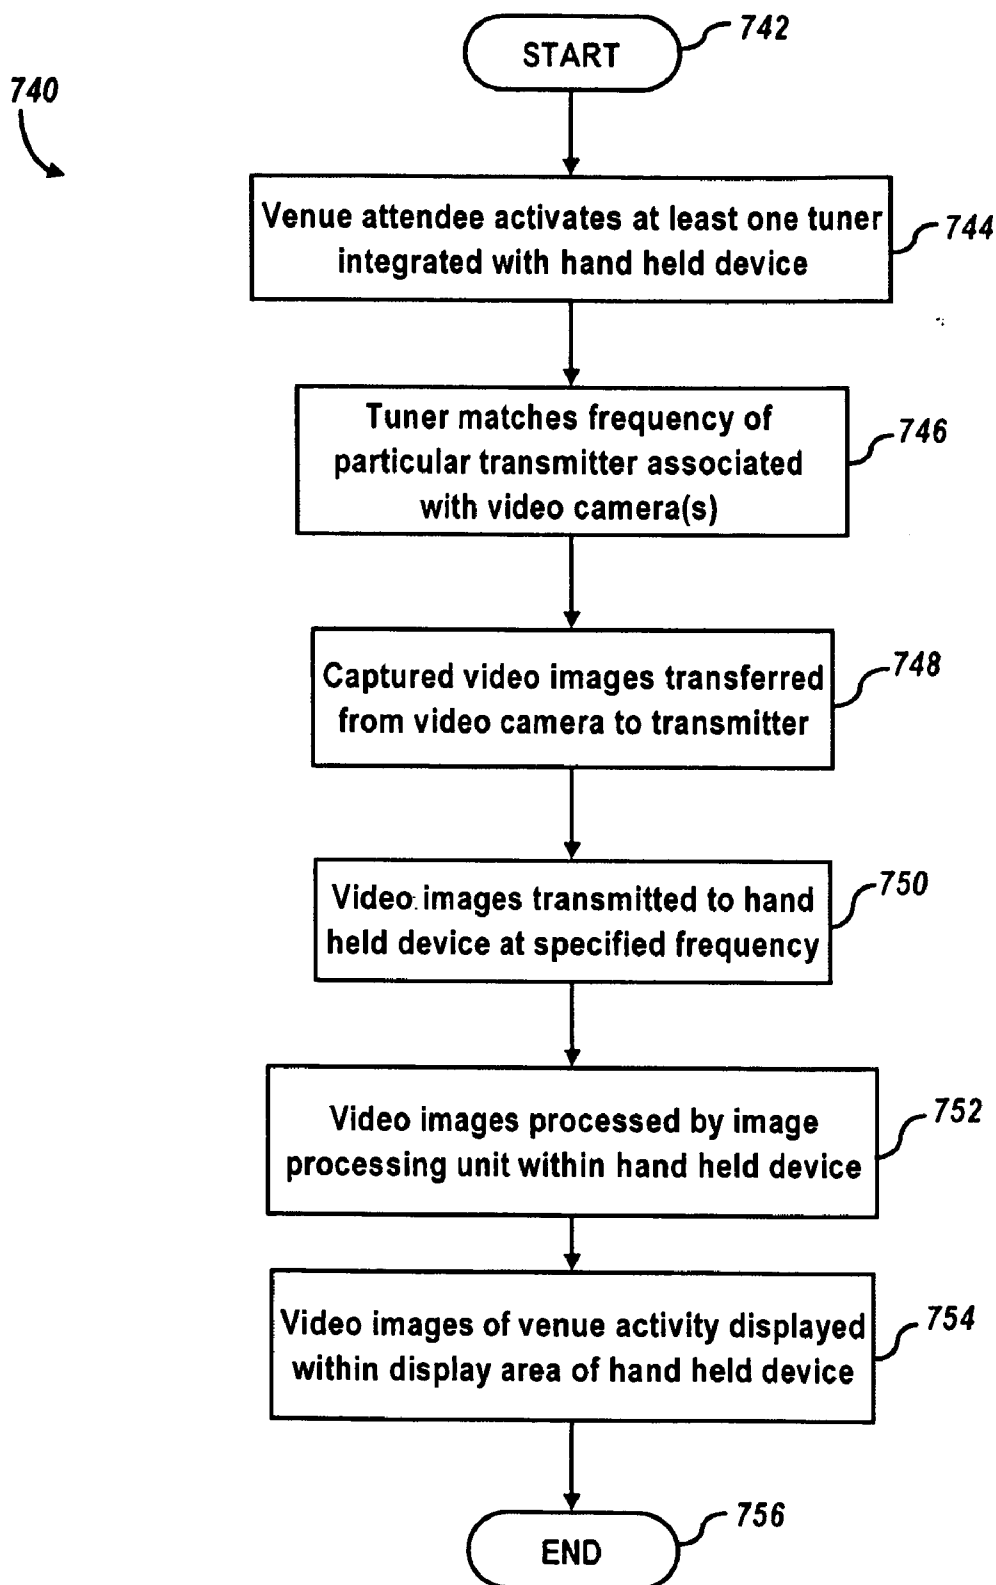 742
START
740
Venue attendee activates at least one tuner
integrated with hand held device
744
Tuner matches frequency of
particular transmitter associated
with video camera(s)
746
Captured video images transferred
from video camera to transmitter
748
Video images transmitted to hand
held device at specified frequency
750
Video images processed by image
processing unit within hand held device
752
Video images of venue activity displayed
within display area of hand held device
754
END
756